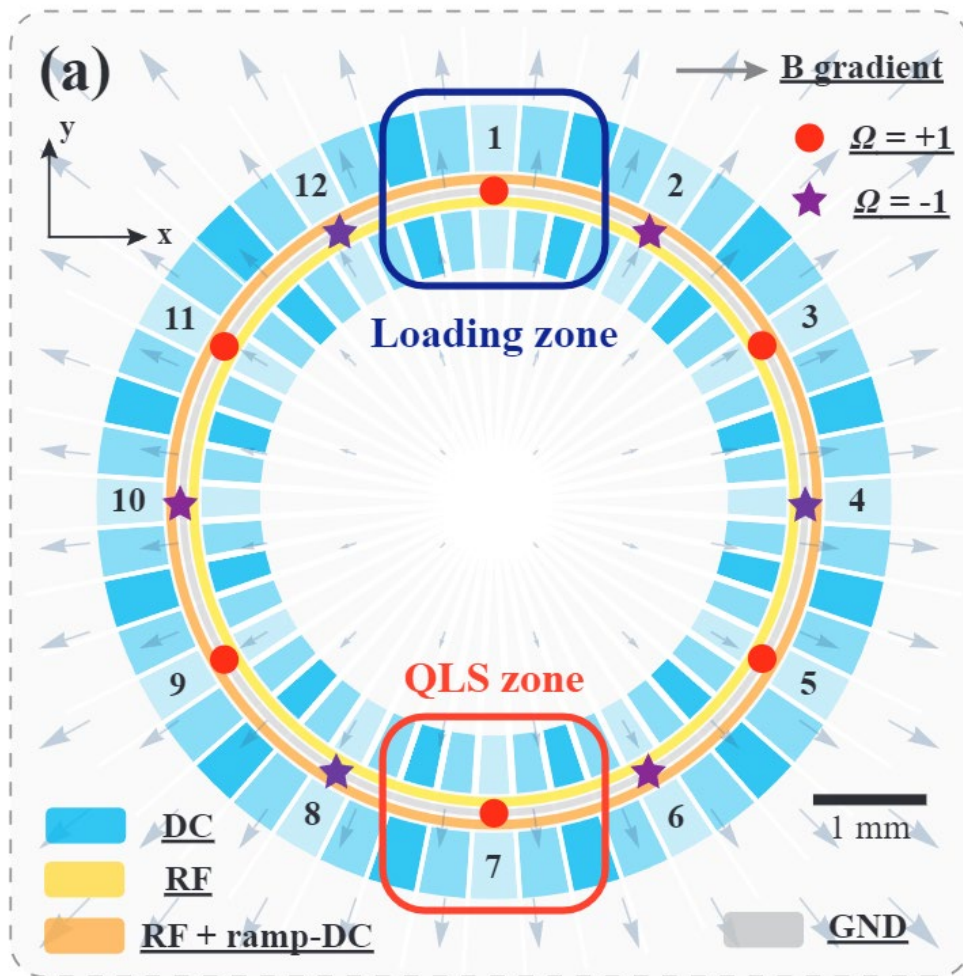 (a)
B gradient
y
x
Ω = +1
Ω = -1
1
12
2
11
3
Loading zone
10
4
QLS zone
9
5
8
6
7
1 mm
DC
RF
RF + ramp-DC
GND